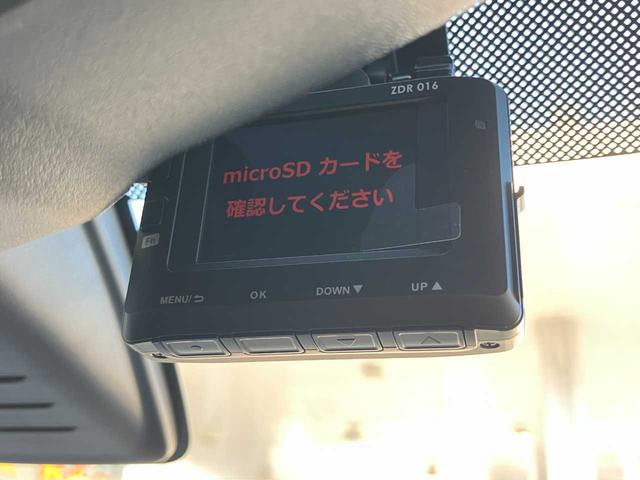 ZDR 016
microSD カードを
確認してください
Fn
MENU/⮌ OK DOWN▼ UP▲